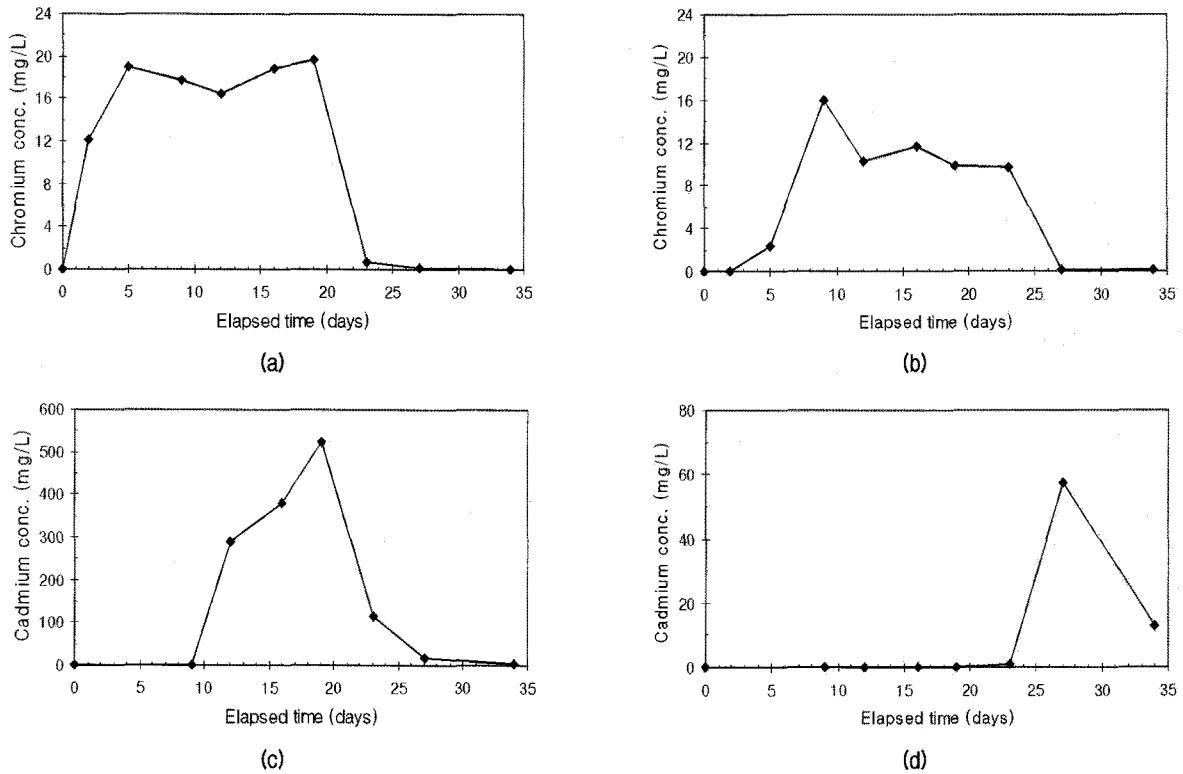 24
20
16
12
8
4
0
Chromium conc. (mg/L)
0 5 10 15 20 25 30 35
Elapsed time (days)
(a)
24
20
16
12
8
4
0
Chromium conc. (mg/L)
0 5 10 15 20 25 30 35
Elapsed time (days)
(b)
600
500
400
300
200
100
0
Cadmium conc. (mg/L)
0 5 10 15 20 25 30 35
Elapsed time (days)
(c)
80
60
40
20
0
Cadmium conc. (mg/L)
0 5 10 15 20 25 30 35
Elapsed time (days)
(d)